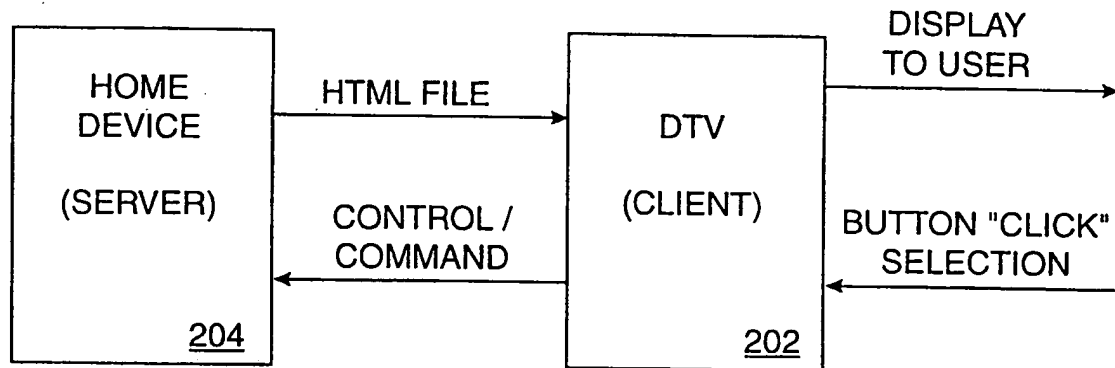 HOME
DEVICE
(SERVER)
204
HTML FILE
CONTROL /
COMMAND
DTV
(CLIENT)
202
DISPLAY
TO USER
BUTTON "CLICK"
SELECTION